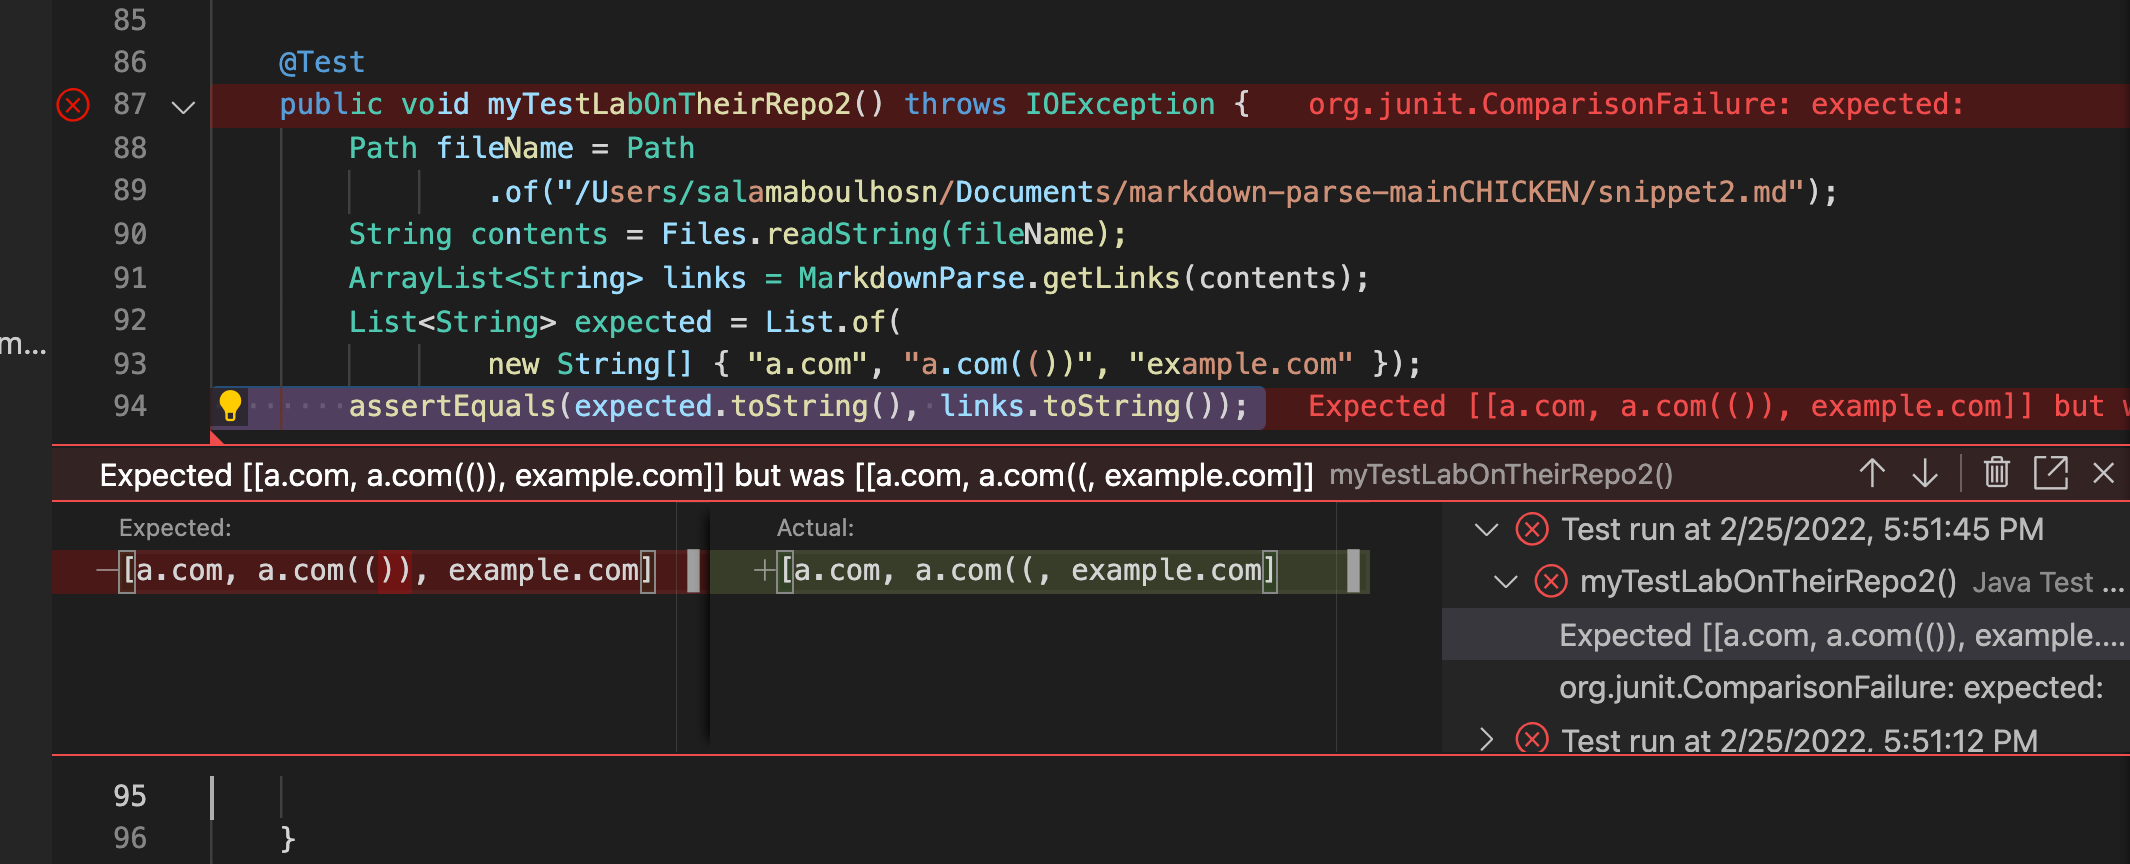 85
86 @Test
87 public void myTestLabOnTheirRepo2() throws IOException { org.junit.ComparisonFailure: expected:
88 Path fileName = Path
89 .of("/Users/salamaboulhosn/Documents/markdown-parse-mainCHICKEN/snippet2.md");
90 String contents = Files.readString(fileName);
91 ArrayList<String> links = MarkdownParse.getLinks(contents);
92 List<String> expected = List.of(
m...
93 new String[] { "a.com", "a.com(())", "example.com" });
94 assertEquals(expected.toString(), links.toString()); Expected [[a.com, a.com(()), example.com]] but
Expected [[a.com, a.com(()), example.com]] but was [[a.com, a.com((, example.com]] myTestLabOnTheirRepo2()
Expected:
—[a.com, a.com(()), example.com]
Actual:
+[a.com, a.com((, example.com]
Test run at 2/25/2022, 5:51:45 PM
myTestLabOnTheirRepo2() Java Test ...
Expected [[a.com, a.com(()), example....
org.junit.ComparisonFailure: expected:
Test run at 2/25/2022, 5:51:12 PM
95
96 }